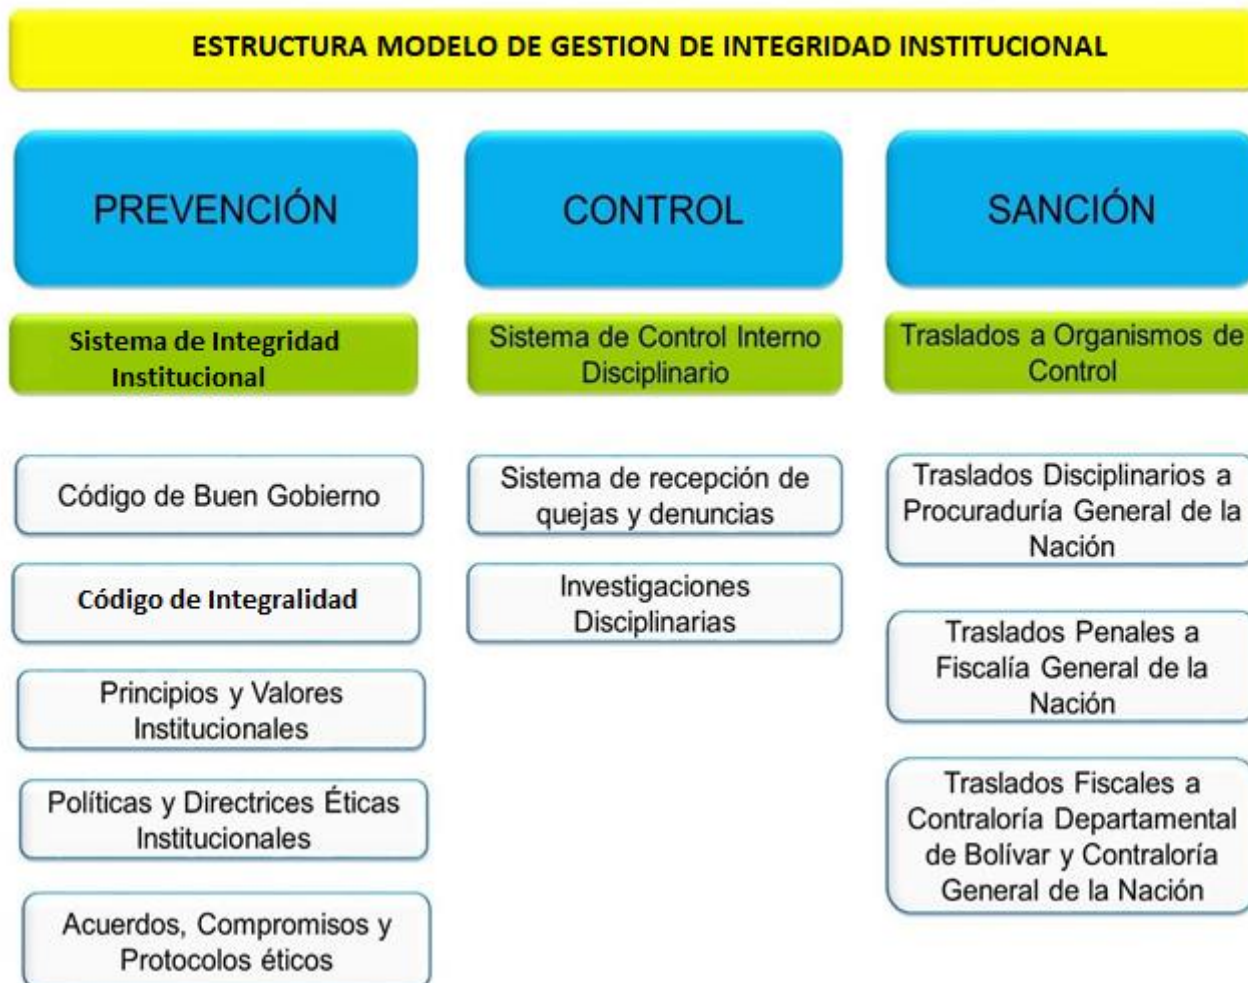 ESTRUCTURA MODELO DE GESTION DE INTEGRIDAD INSTITUCIONAL
PREVENCIÓN
Sistema de Integridad
Institucional
Código de Buen Gobierno
Código de Integralidad
Principios y Valores
Institucionales
Políticas y Directrices Éticas
Institucionales
Acuerdos, Compromisos y
Protocolos éticos
CONTROL
Sistema de Control Interno
Disciplinario
Sistema de recepción de
quejas y denuncias
Investigaciones
Disciplinarias
SANCIÓN
Traslados a Organismos de
Control
Traslados Disciplinarios a
Procuraduría General de la
Nación
Traslados Penales a
Fiscalía General de la
Nación
Traslados Fiscales a
Contraloría Departamental
de Bolívar y Contraloría
General de la Nación